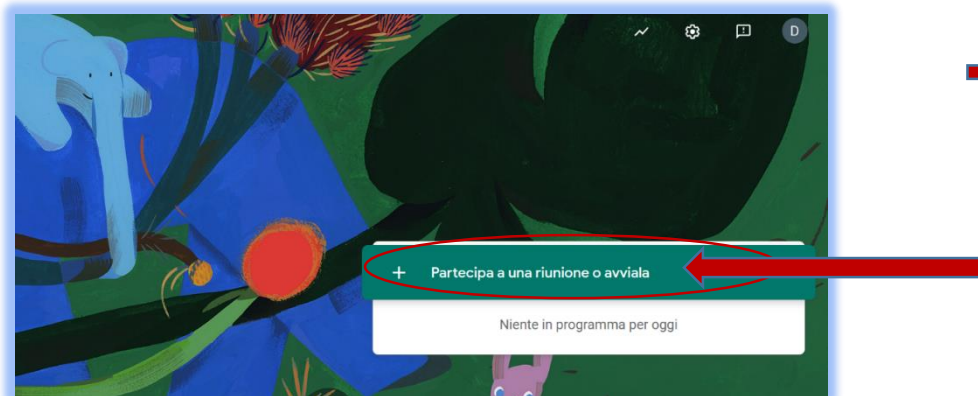 D
+ Partecipa a una riunione o avviala
Niente in programma per oggi